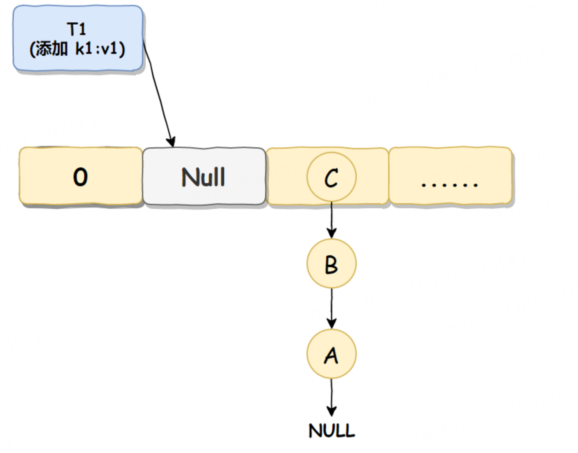 T1
(添加 k1:v1)
0
Null
C
......
B
A
NULL